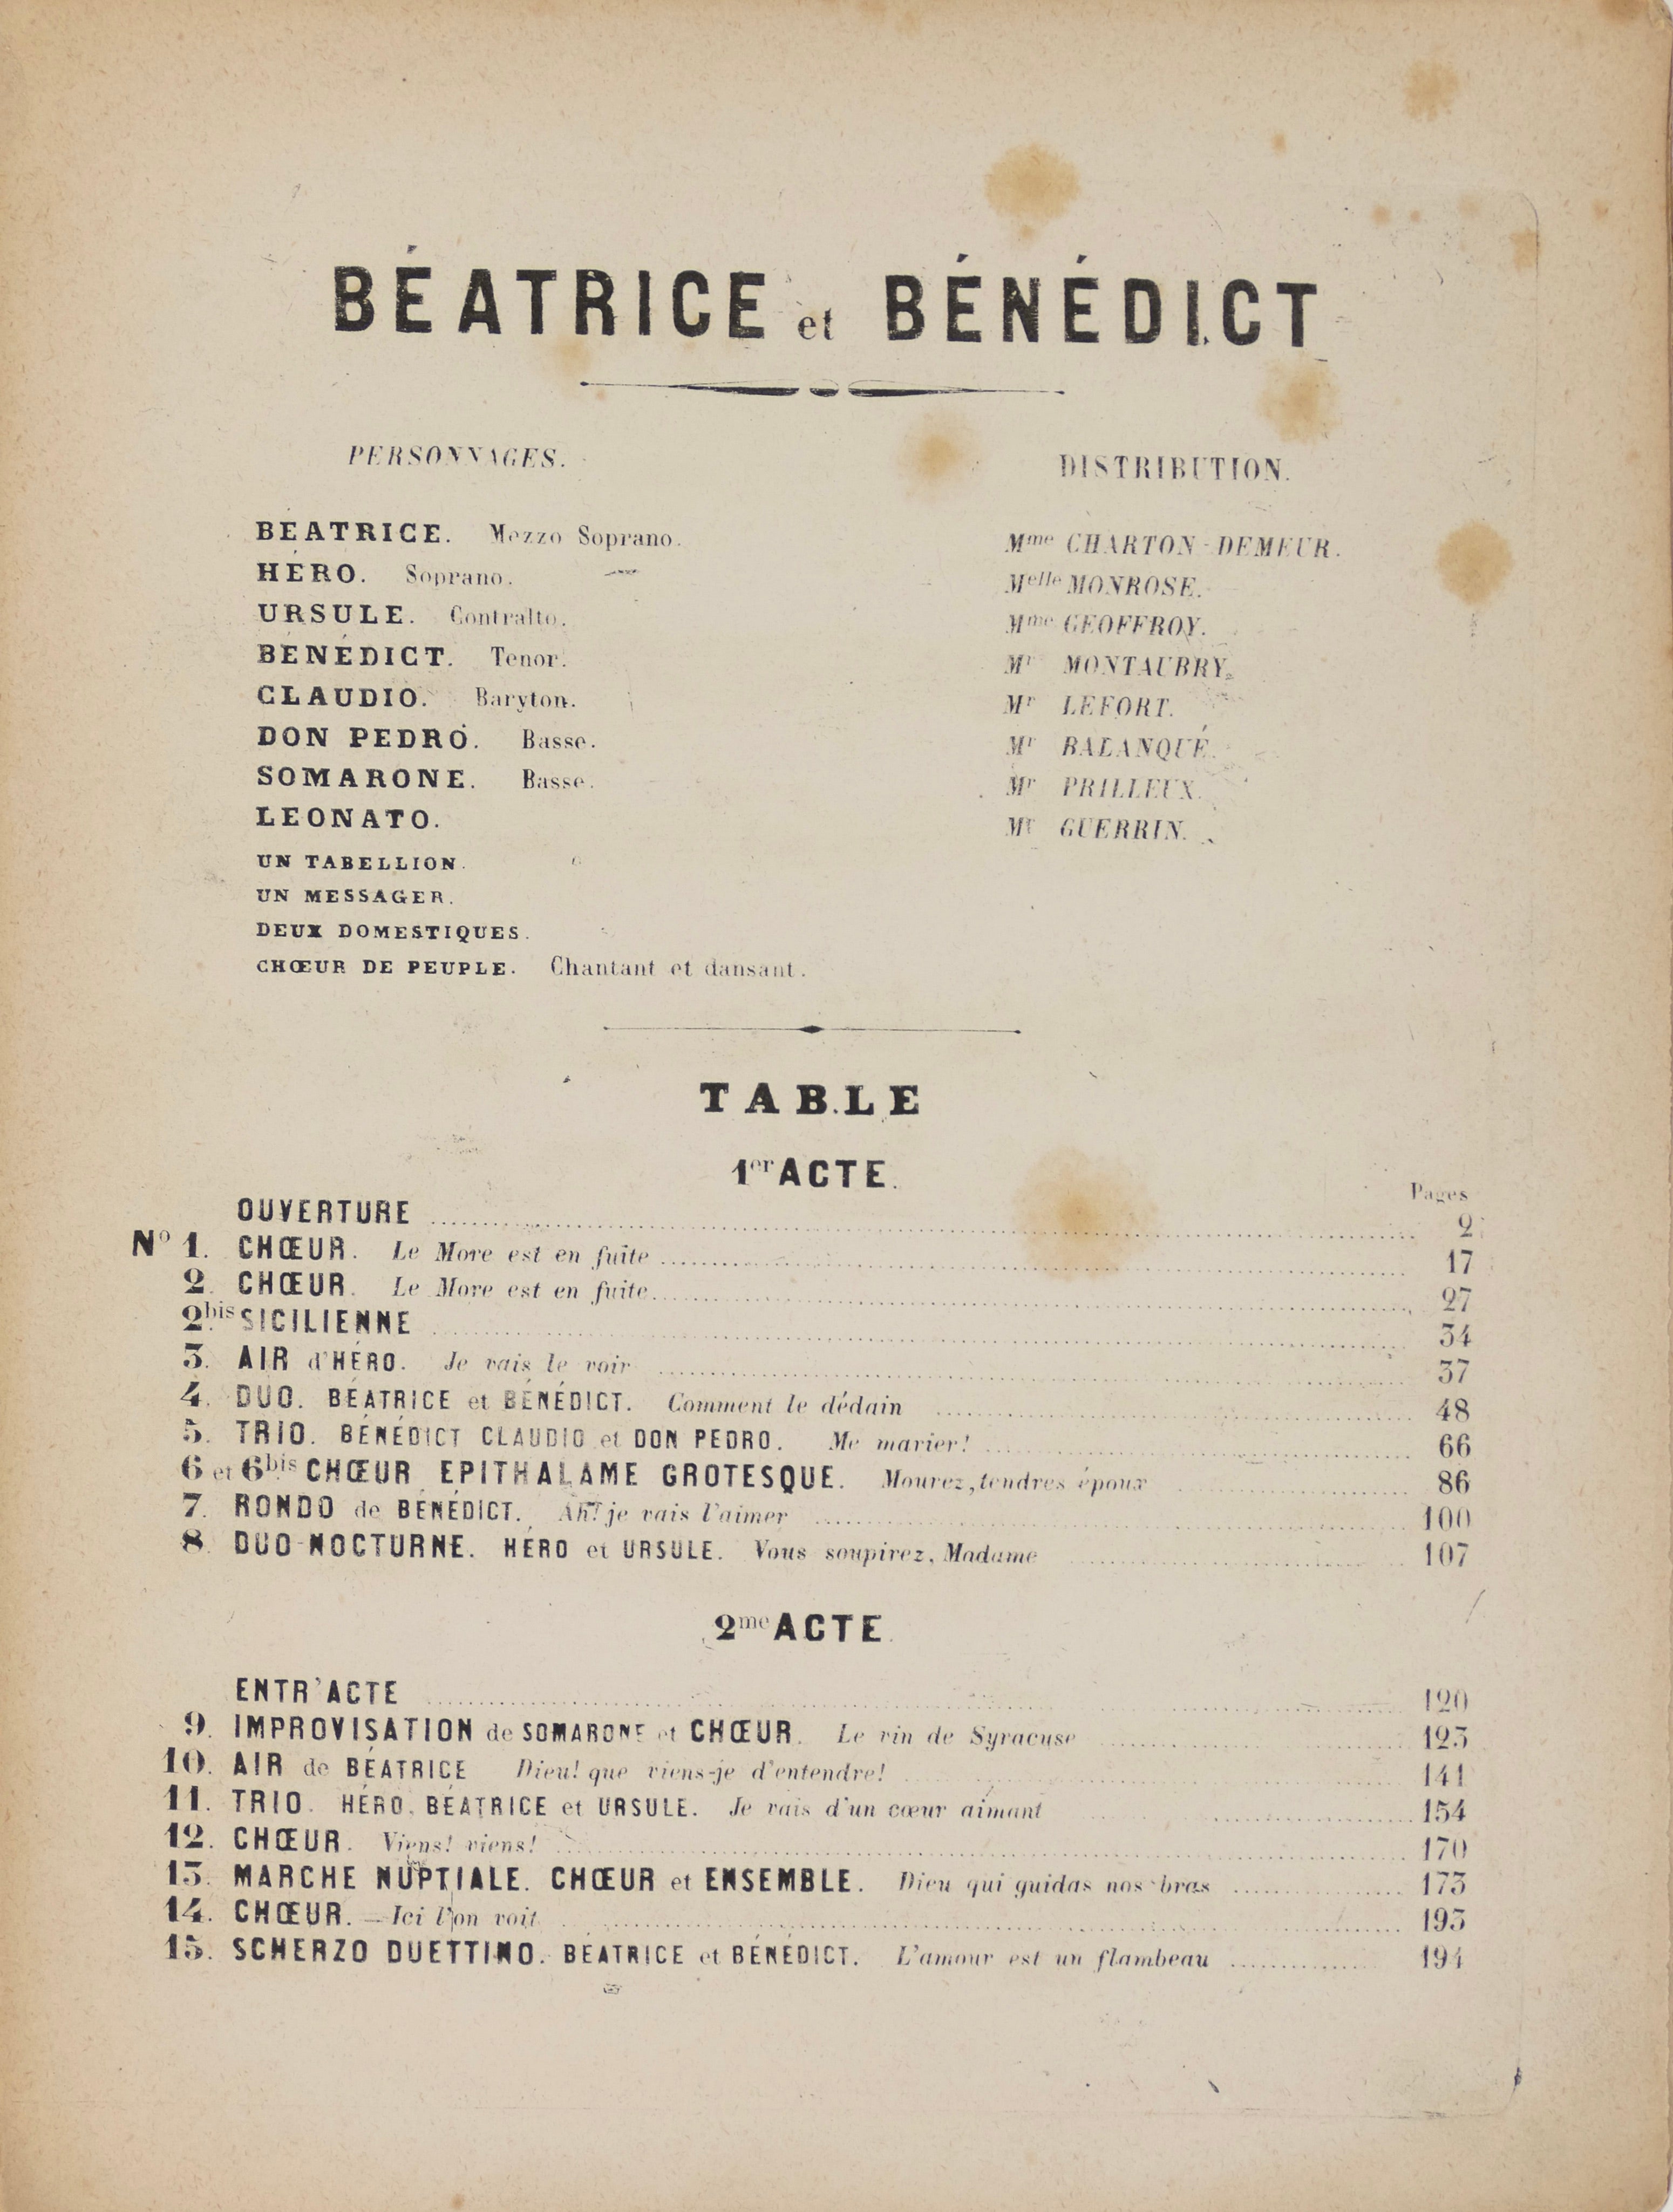 BÉATRICE et BÉNÉDICT
PERSONNAGES.
DISTRIBUTION.
BÉATRICE. Mezzo Soprano. Mme CHARTON-DEMEUR.
HÉRO. Soprano. Melle MONROSE.
URSULE. Contralto. Mme GEOFFROY.
BÉNÉDICT. Tenor. Mr MONTAUBRY.
CLAUDIO. Baryton. Mr LEFORT.
DON PEDRO. Basse. Mr BALANQUÉ.
SOMARONE. Basse. Mr PRILLEUX.
LEONATO. Mr GUERRIN.
UN TABELLION.
UN MESSAGER.
DEUX DOMESTIQUES.
CHŒUR DE PEUPLE. Chantant et dansant.
TABLE
1er ACTE.
Pages
OUVERTURE 2
No 1. CHŒUR. Le More est en fuite 17
2. CHŒUR. Le More est en fuite 27
2bis SICILIENNE 34
3. AIR d'HÉRO. Je vais le voir 37
4. DUO. BÉATRICE et BÉNÉDICT. Comment le dédain 48
5. TRIO. BÉNÉDICT CLAUDIO et DON PEDRO. Me marier! 66
6 et 6bis CHŒUR EPITHALAME GROTESQUE. Mourez, tendres époux 86
7. RONDO de BÉNÉDICT. Ah! je vais l'aimer 100
8. DUO-NOCTURNE. HÉRO et URSULE. Vous soupirez, Madame 107
2me ACTE.
ENTR'ACTE 120
9. IMPROVISATION de SOMARONE et CHŒUR. Le vin de Syracuse 123
10. AIR de BÉATRICE Dieu! que viens-je d'entendre! 141
11. TRIO. HÉRO. BÉATRICE et URSULE. Je vais d'un cœur aimant 154
12. CHŒUR. Viens! viens! 170
13. MARCHE NUPTIALE. CHŒUR et ENSEMBLE. Dieu qui guidas nos bras 173
14. CHŒUR. — Ici l'on voit 193
15. SCHERZO DUETTINO. BÉATRICE et BÉNÉDICT. L'amour est un flambeau 194